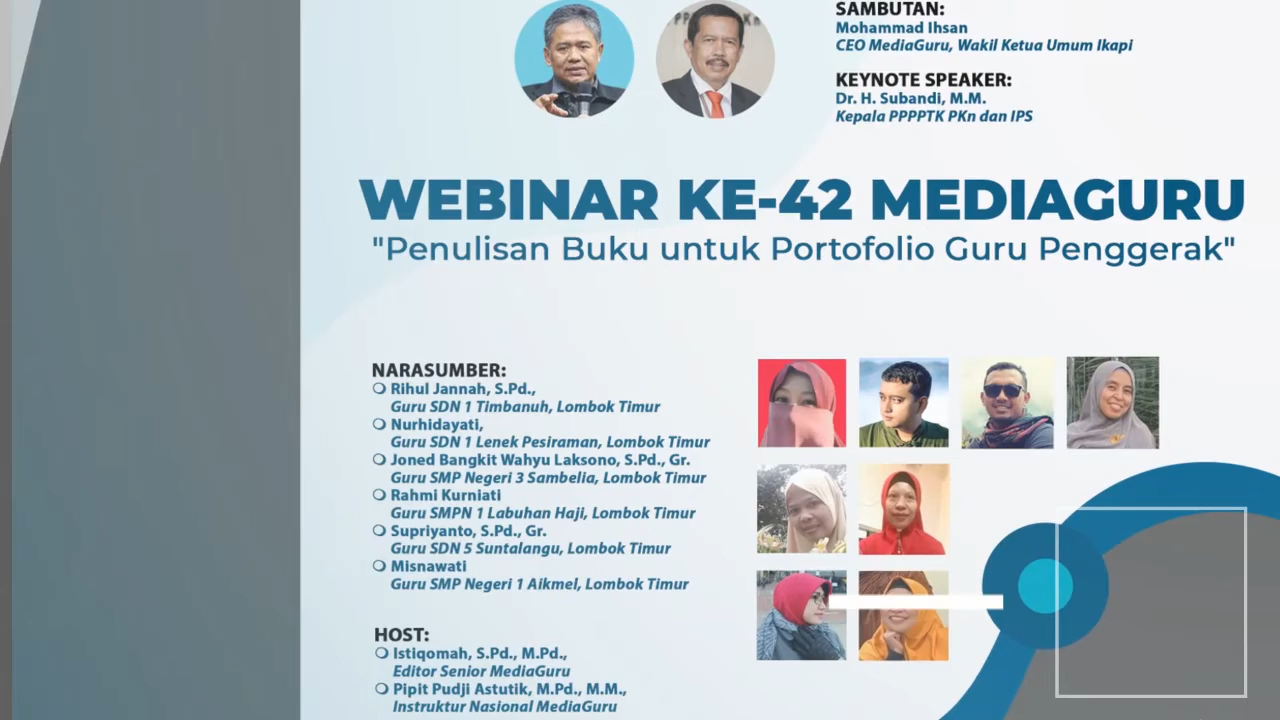 SAMBUTAN:
Mohammad Ihsan
CEO MediaGuru, Wakil Ketua Umum Ikapi
KEYNOTE SPEAKER:
Dr. H. Subandi, M.M.
Kepala PPPPTK PKn dan IPS
WEBINAR KE-42 MEDIAGURU
"Penulisan Buku untuk Portofolio Guru Penggerak"
NARASUMBER:
Rihul Jannah, S.Pd.,
Guru SDN 1 Timbanuh, Lombok Timur
Nurhidayati,
Guru SDN 1 Lenek Pesiraman, Lombok Timur
Joned Bangkit Wahyu Laksono, S.Pd., Gr.
Guru SMP Negeri 3 Sambelia, Lombok Timur
Rahmi Kurniati
Guru SMPN 1 Labuhan Haji, Lombok Timur
Supriyanto, S.Pd., Gr.
Guru SDN 5 Suntalangu, Lombok Timur
Misnawati
Guru SMP Negeri 1 Aikmel, Lombok Timur
HOST:
Istiqomah, S.Pd., M.Pd.,
Editor Senior MediaGuru
Pipit Pudji Astutik, M.Pd., M.M.,
Instruktur Nasional MediaGuru